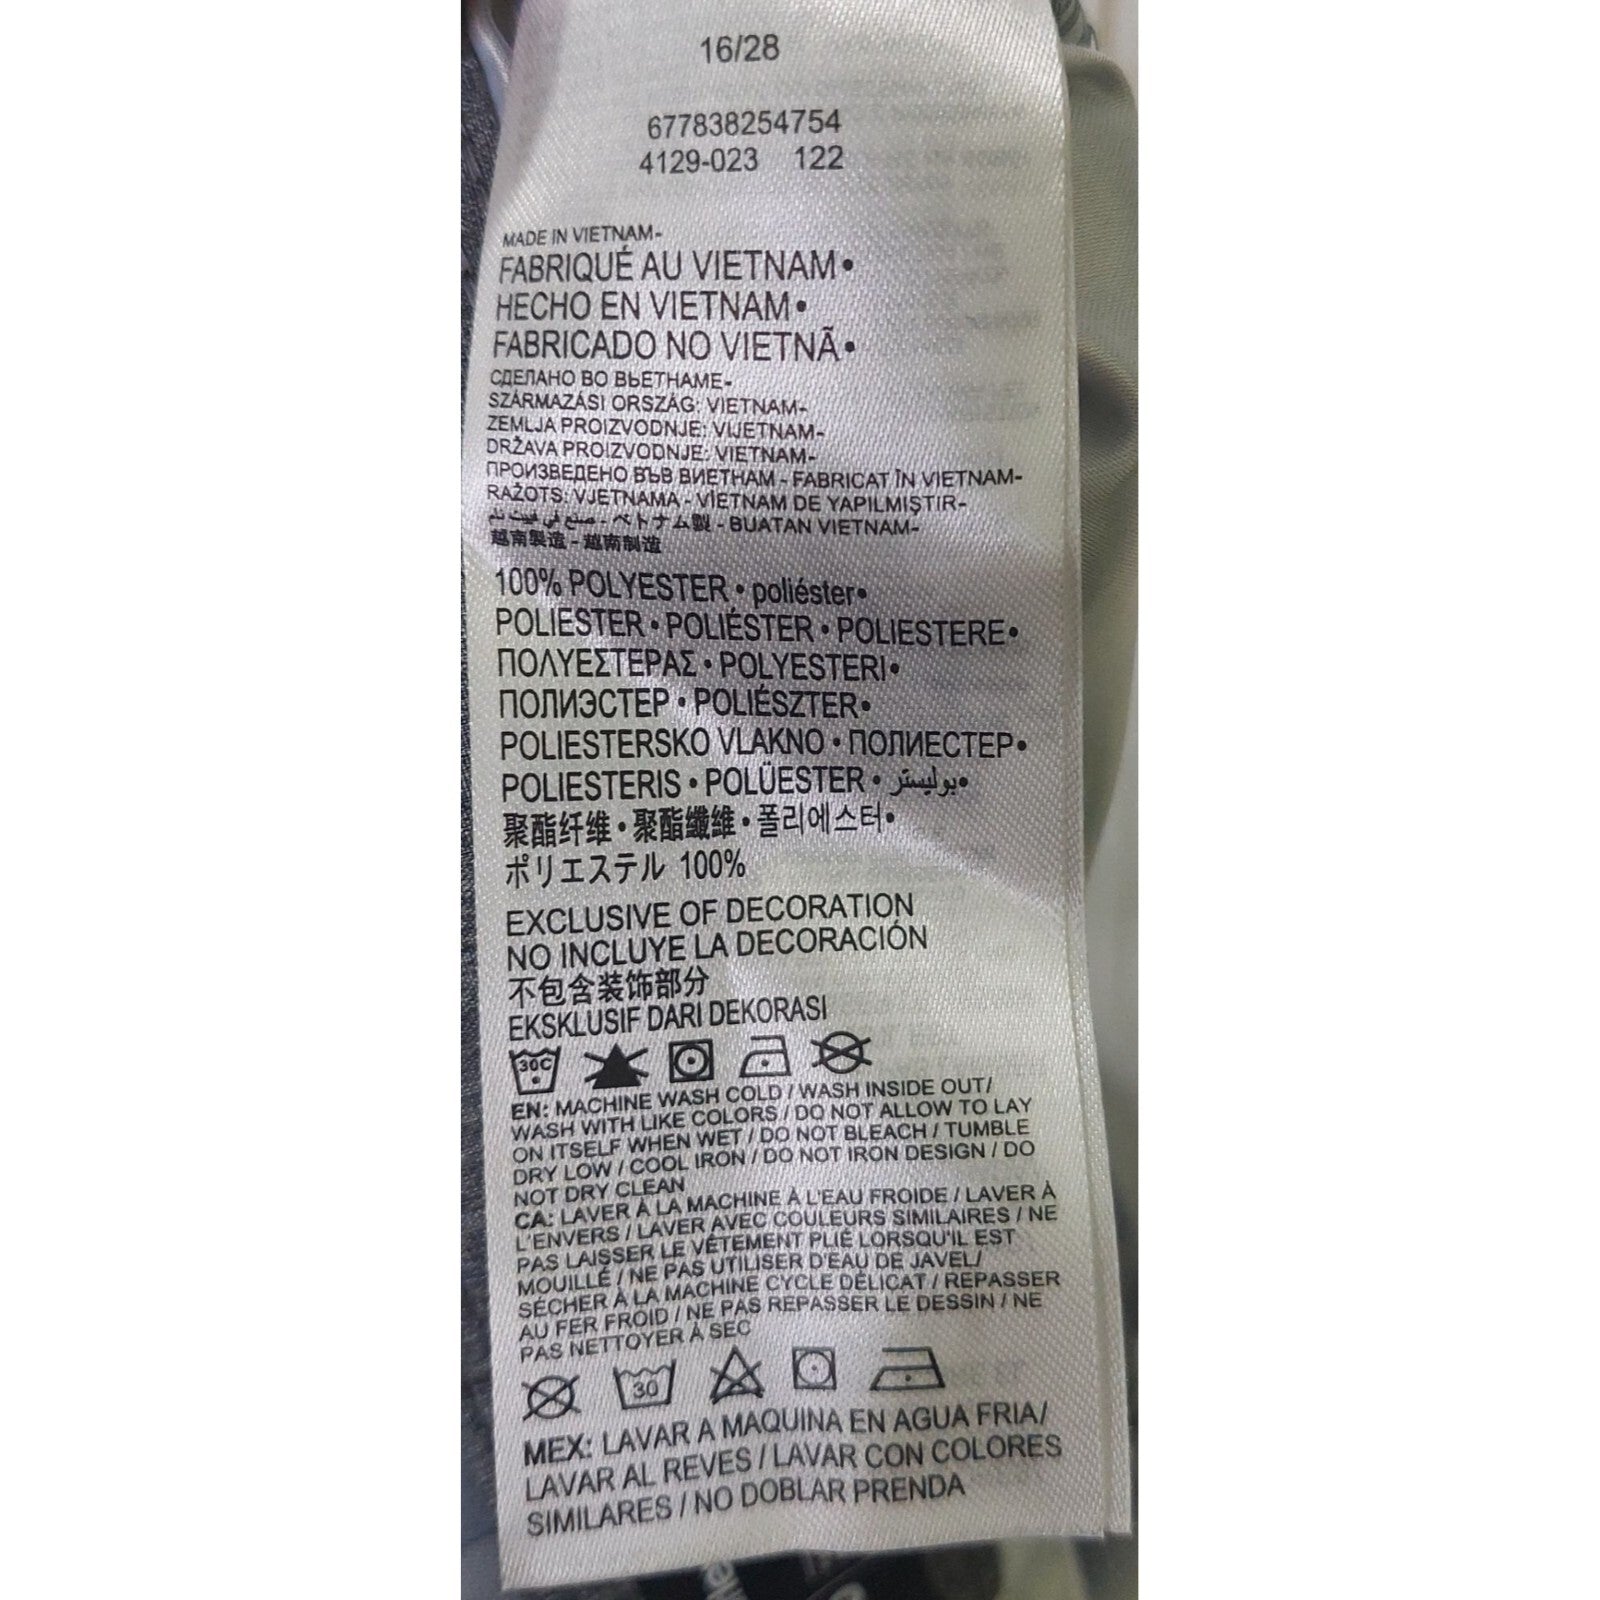 16/28
677838254754
4129-023 122
MADE IN VIETNAM-
FABRIQUÉ AU VIETNAM•
HECHO EN VIETNAM•
FABRICADO NO VIETNÃ•
СДЕЛАНО ВО ВЬЕТНАМЕ-
SZÁRMAZÁSI ORSZÁG: VIETNAM-
ZEMLJA PROIZVODNJE: VIJETNAM-
DRŽAVA PROIZVODNJE: VIETNAM-
ПРОИЗВЕДЕНО ВЪВ ВИЕТНАМ - FABRICAT ÎN VIETNAM-
RAŽOTS: VJETNAMA - VİETNAM DE YAPILMIŞTIR-
صنع في فييت نام - ベトナム製 - BUATAN VIETNAM-
越南製造 - 越南制造
100% POLYESTER • poliéster•
POLIESTER • POLIÉSTER • POLIESTERE•
ΠΟΛΥΕΣΤΕΡΑΣ • POLYESTERI•
ПОЛИЭСТЕР • POLIÉSZTER•
POLIESTERSKO VLAKNO • ПОЛИЕСТЕР•
POLIESTERIS • POLÜESTER • بوليستر•
聚酯纤维 • 聚酯纖維 • 폴리에스터•
ポリエステル 100%
EXCLUSIVE OF DECORATION
NO INCLUYE LA DECORACIÓN
不包含装饰部分
EKSKLUSIF DARI DEKORASI
30C
EN: MACHINE WASH COLD / WASH INSIDE OUT/
WASH WITH LIKE COLORS / DO NOT ALLOW TO LAY
ON ITSELF WHEN WET / DO NOT BLEACH / TUMBLE
DRY LOW / COOL IRON / DO NOT IRON DESIGN / DO
NOT DRY CLEAN
CA: LAVER À LA MACHINE À L'EAU FROIDE / LAVER À
L'ENVERS / LAVER AVEC COULEURS SIMILAIRES / NE
PAS LAISSER LE VÊTEMENT PLIÉ LORSQU'IL EST
MOUILLÉ / NE PAS UTILISER D'EAU DE JAVEL/
SÉCHER À LA MACHINE CYCLE DÉLICAT / REPASSER
AU FER FROID / NE PAS REPASSER LE DESSIN / NE
PAS NETTOYER À SEC
30
MEX: LAVAR A MAQUINA EN AGUA FRIA/
LAVAR AL REVES / LAVAR CON COLORES
SIMILARES / NO DOBLAR PRENDA